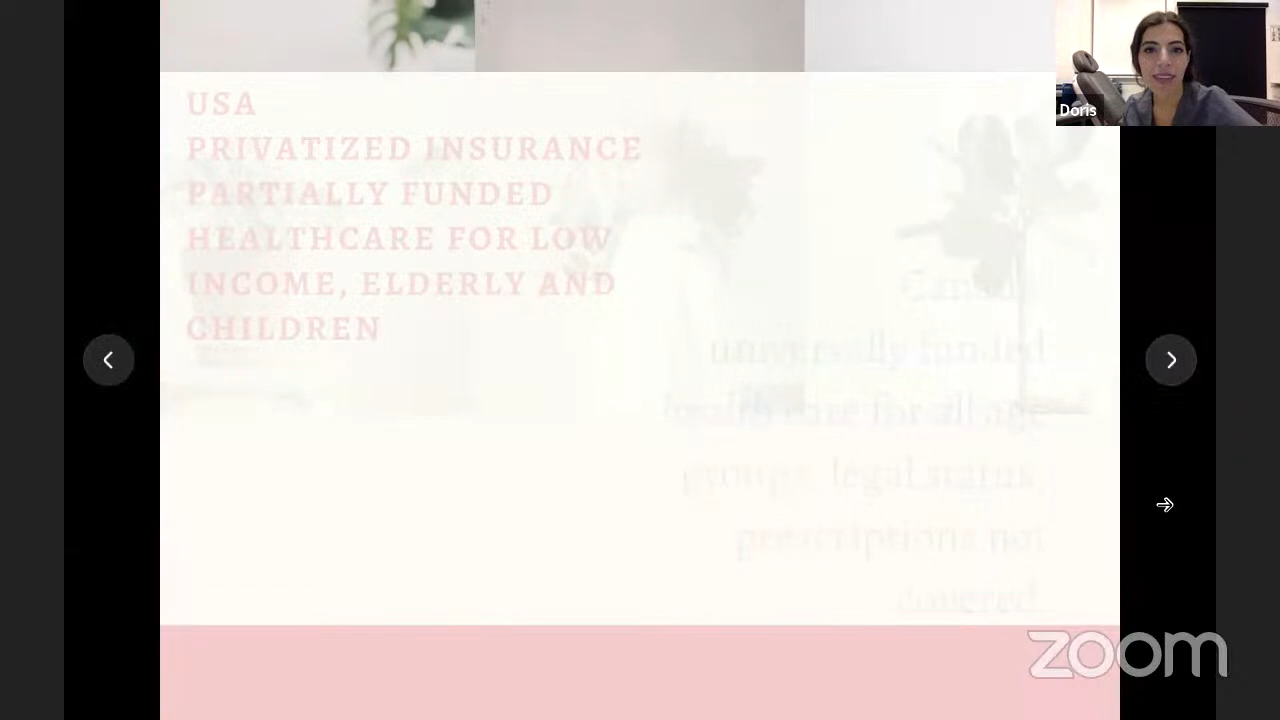 USA
PRIVATIZED INSURANCE
PARTIALLY FUNDED
HEALTHCARE FOR LOW
INCOME, ELDERLY AND
CHILDREN
Canada
universally funded
health care for all age
groups, legal status,
prescriptions not
covered.
Doris
zoom